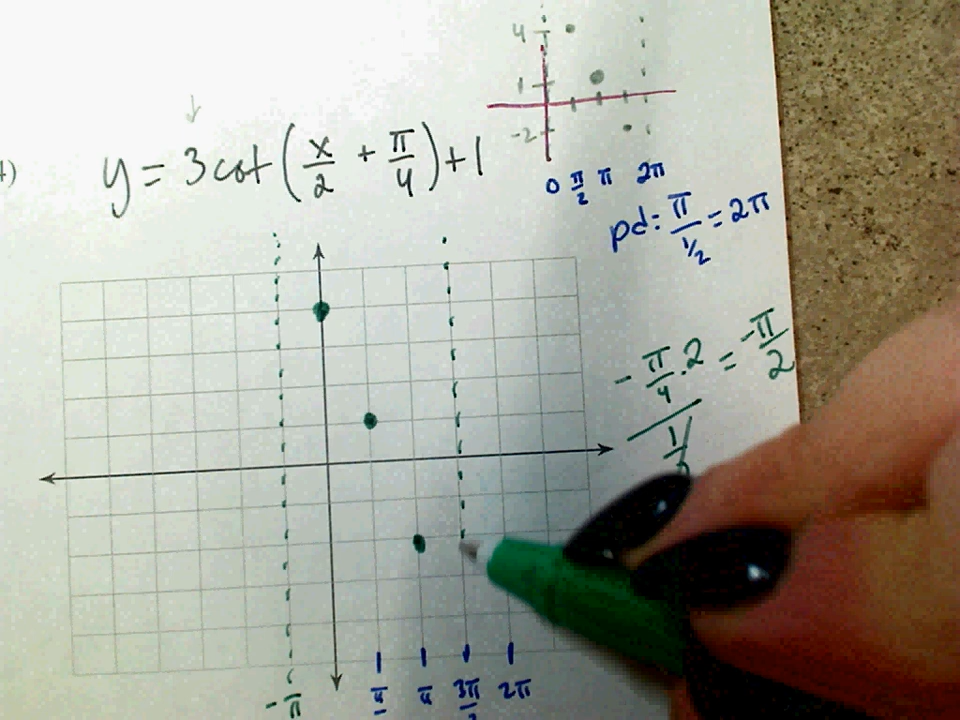 4
1
-2
y = 3cot(x/2 + π/4) + 1
0 π/2 π 2π
pd: π/(1/2) = 2π
-π/4 · 2 = -π/2
-π π 3π 2π